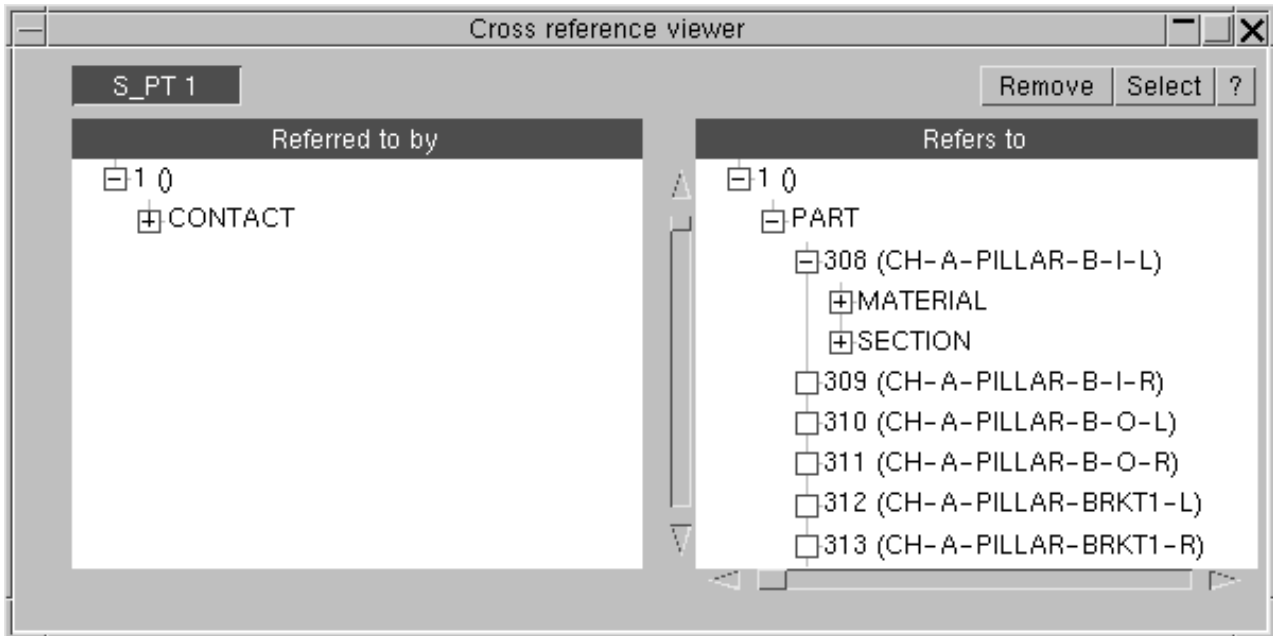 Cross reference viewer
S_PT 1
Remove Select ?
Referred to by
1 ()
CONTACT
Refers to
1 ()
PART
308 (CH-A-PILLAR-B-I-L)
MATERIAL
SECTION
309 (CH-A-PILLAR-B-I-R)
310 (CH-A-PILLAR-B-O-L)
311 (CH-A-PILLAR-B-O-R)
312 (CH-A-PILLAR-BRKT1-L)
313 (CH-A-PILLAR-BRKT1-R)